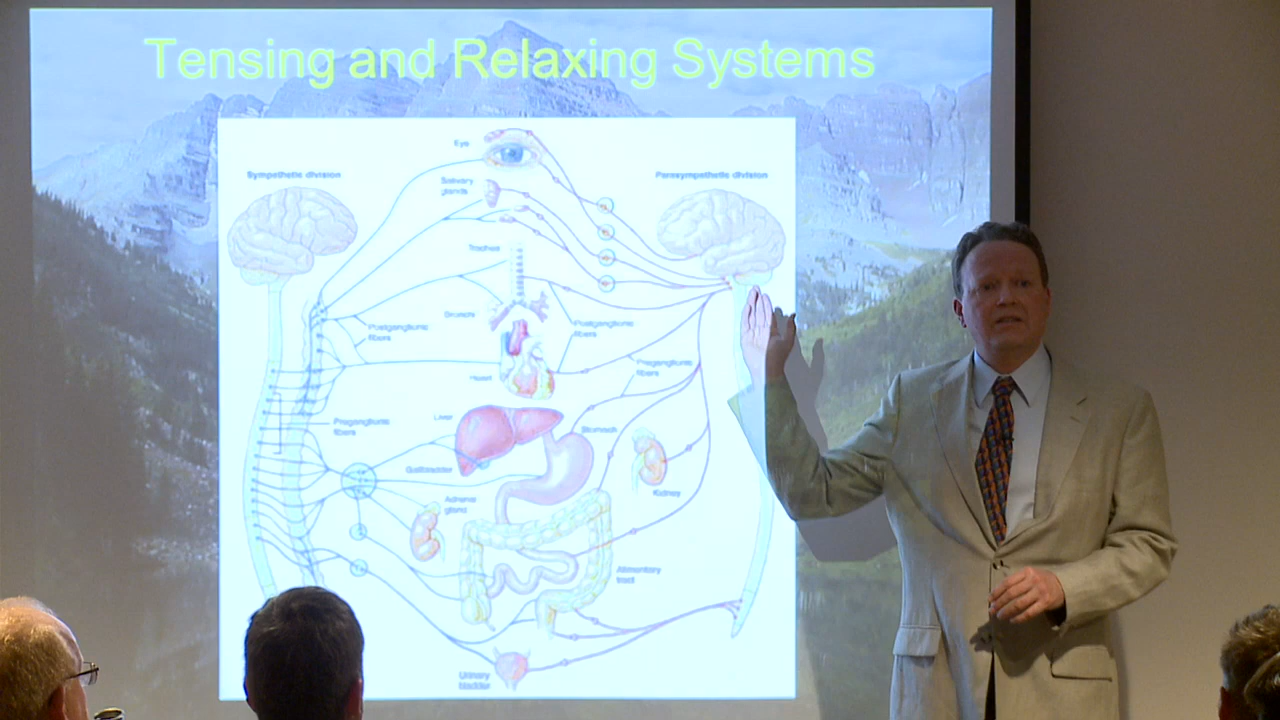 Tensing and Relaxing Systems
Eye
Sympathetic division
Parasympathetic division
Salivary
glands
Trachea
Bronchi
Postganglionic
fibers
Postganglionic
fibers
Preganglionic
fibers
Heart
Liver
Preganglionic
fibers
Stomach
Gallbladder
Kidney
Adrenal
gland
Alimentary
tract
Urinary
bladder